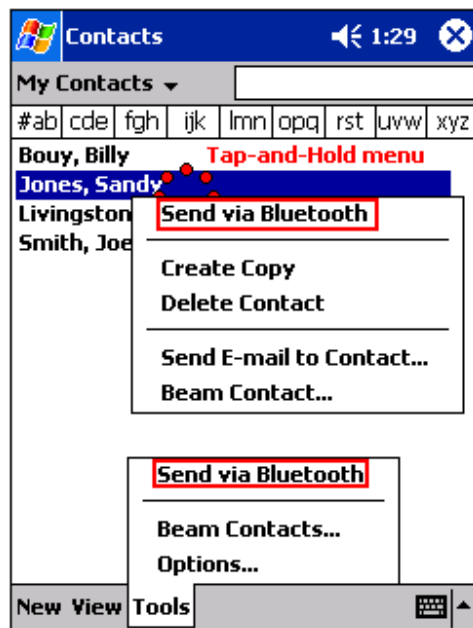 Contacts 1:29
My Contacts
#ab cde fgh ijk lmn opq rst uvw xyz
Bouy, Billy Tap-and-Hold menu
Jones, Sandy
Livingston
Smith, Joe
Send via Bluetooth
Create Copy
Delete Contact
Send E-mail to Contact...
Beam Contact...
Send via Bluetooth
Beam Contacts...
Options...
New View Tools